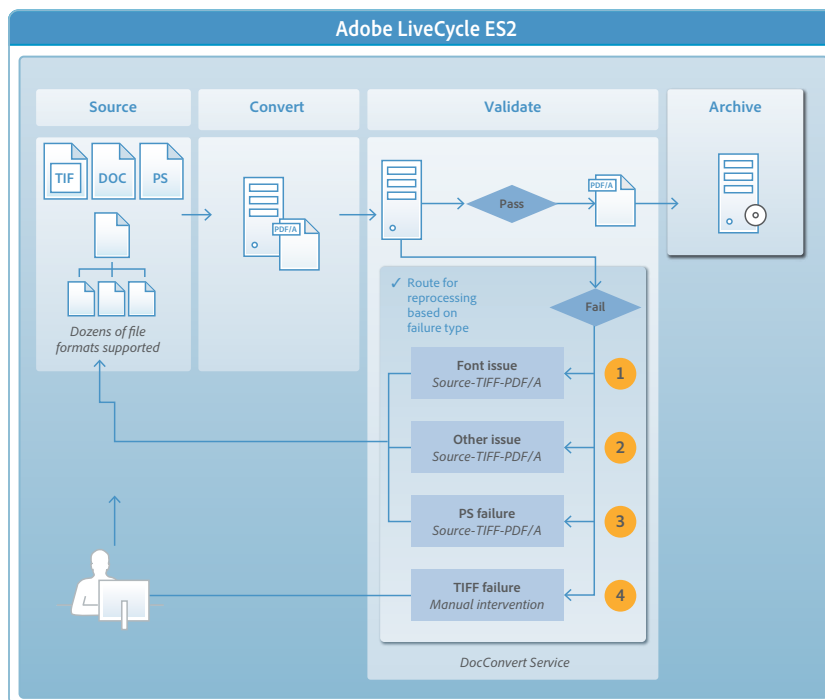 Adobe LiveCycle ES2
Source
Convert
Validate
Archive
TIF
DOC
PS
PDF/A
Pass
PDF/A
Dozens of file
formats supported
✓ Route for
reprocessing
based on
failure type
Fail
Font issue
Source-TIFF-PDF/A
1
Other issue
Source-TIFF-PDF/A
2
PS failure
Source-TIFF-PDF/A
3
TIFF failure
Manual intervention
4
DocConvert Service